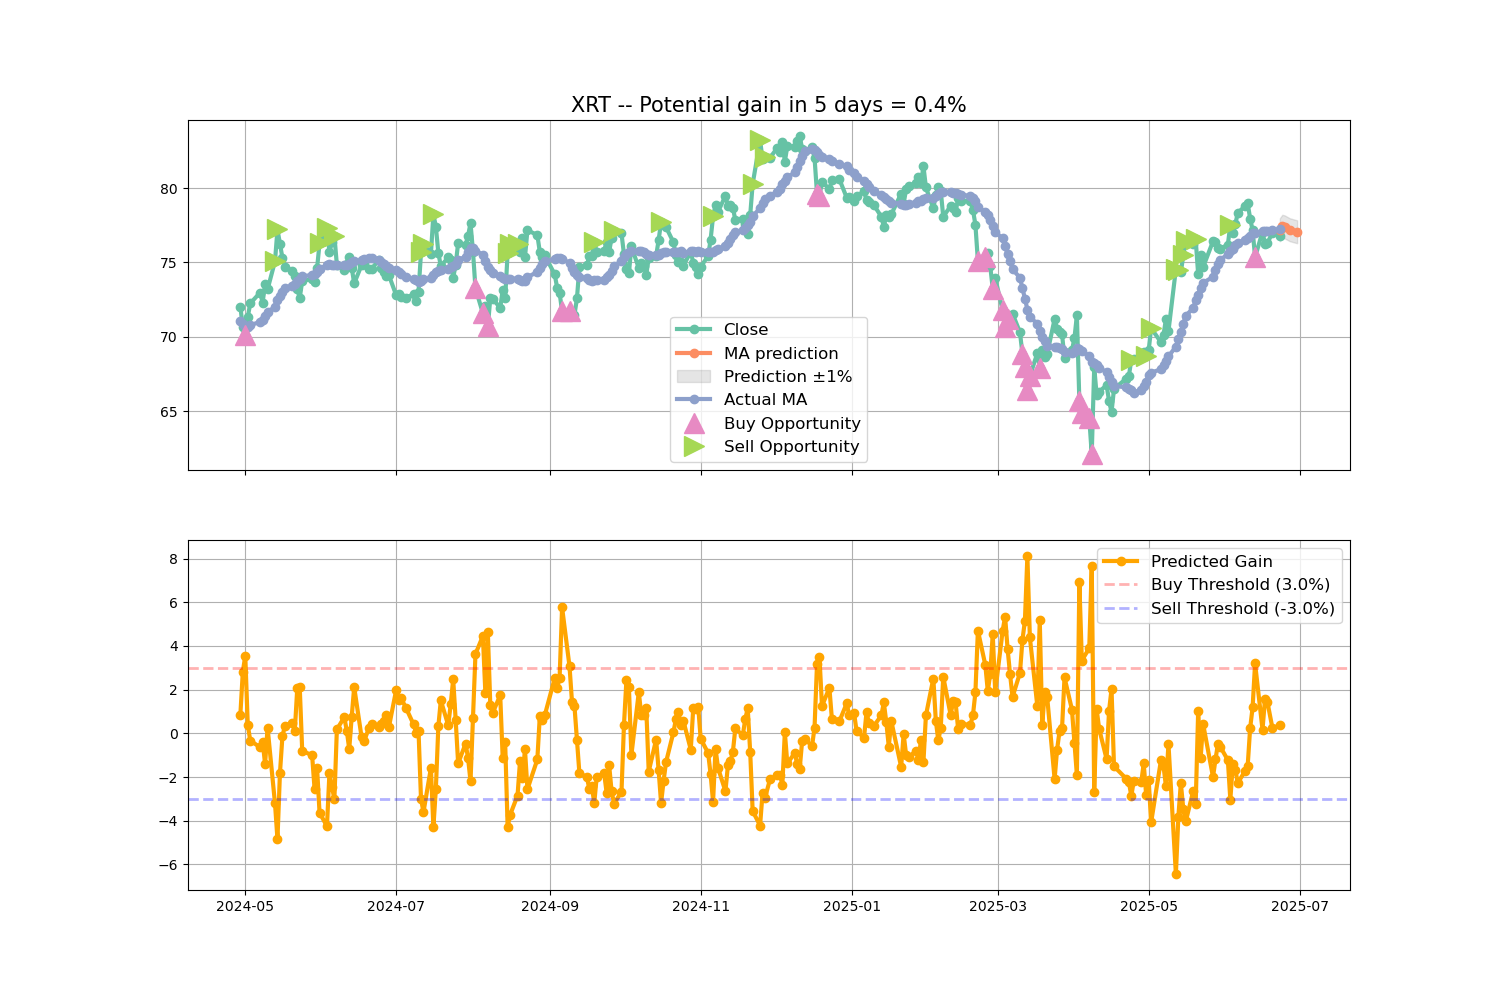 XRT -- Potential gain in 5 days = 0.4%
80
75
70
65
Close
MA prediction
Prediction ±1%
Actual MA
Buy Opportunity
Sell Opportunity
8
6
4
2
0
−2
−4
−6
Predicted Gain
Buy Threshold (3.0%)
Sell Threshold (-3.0%)
2024-05
2024-07
2024-09
2024-11
2025-01
2025-03
2025-05
2025-07